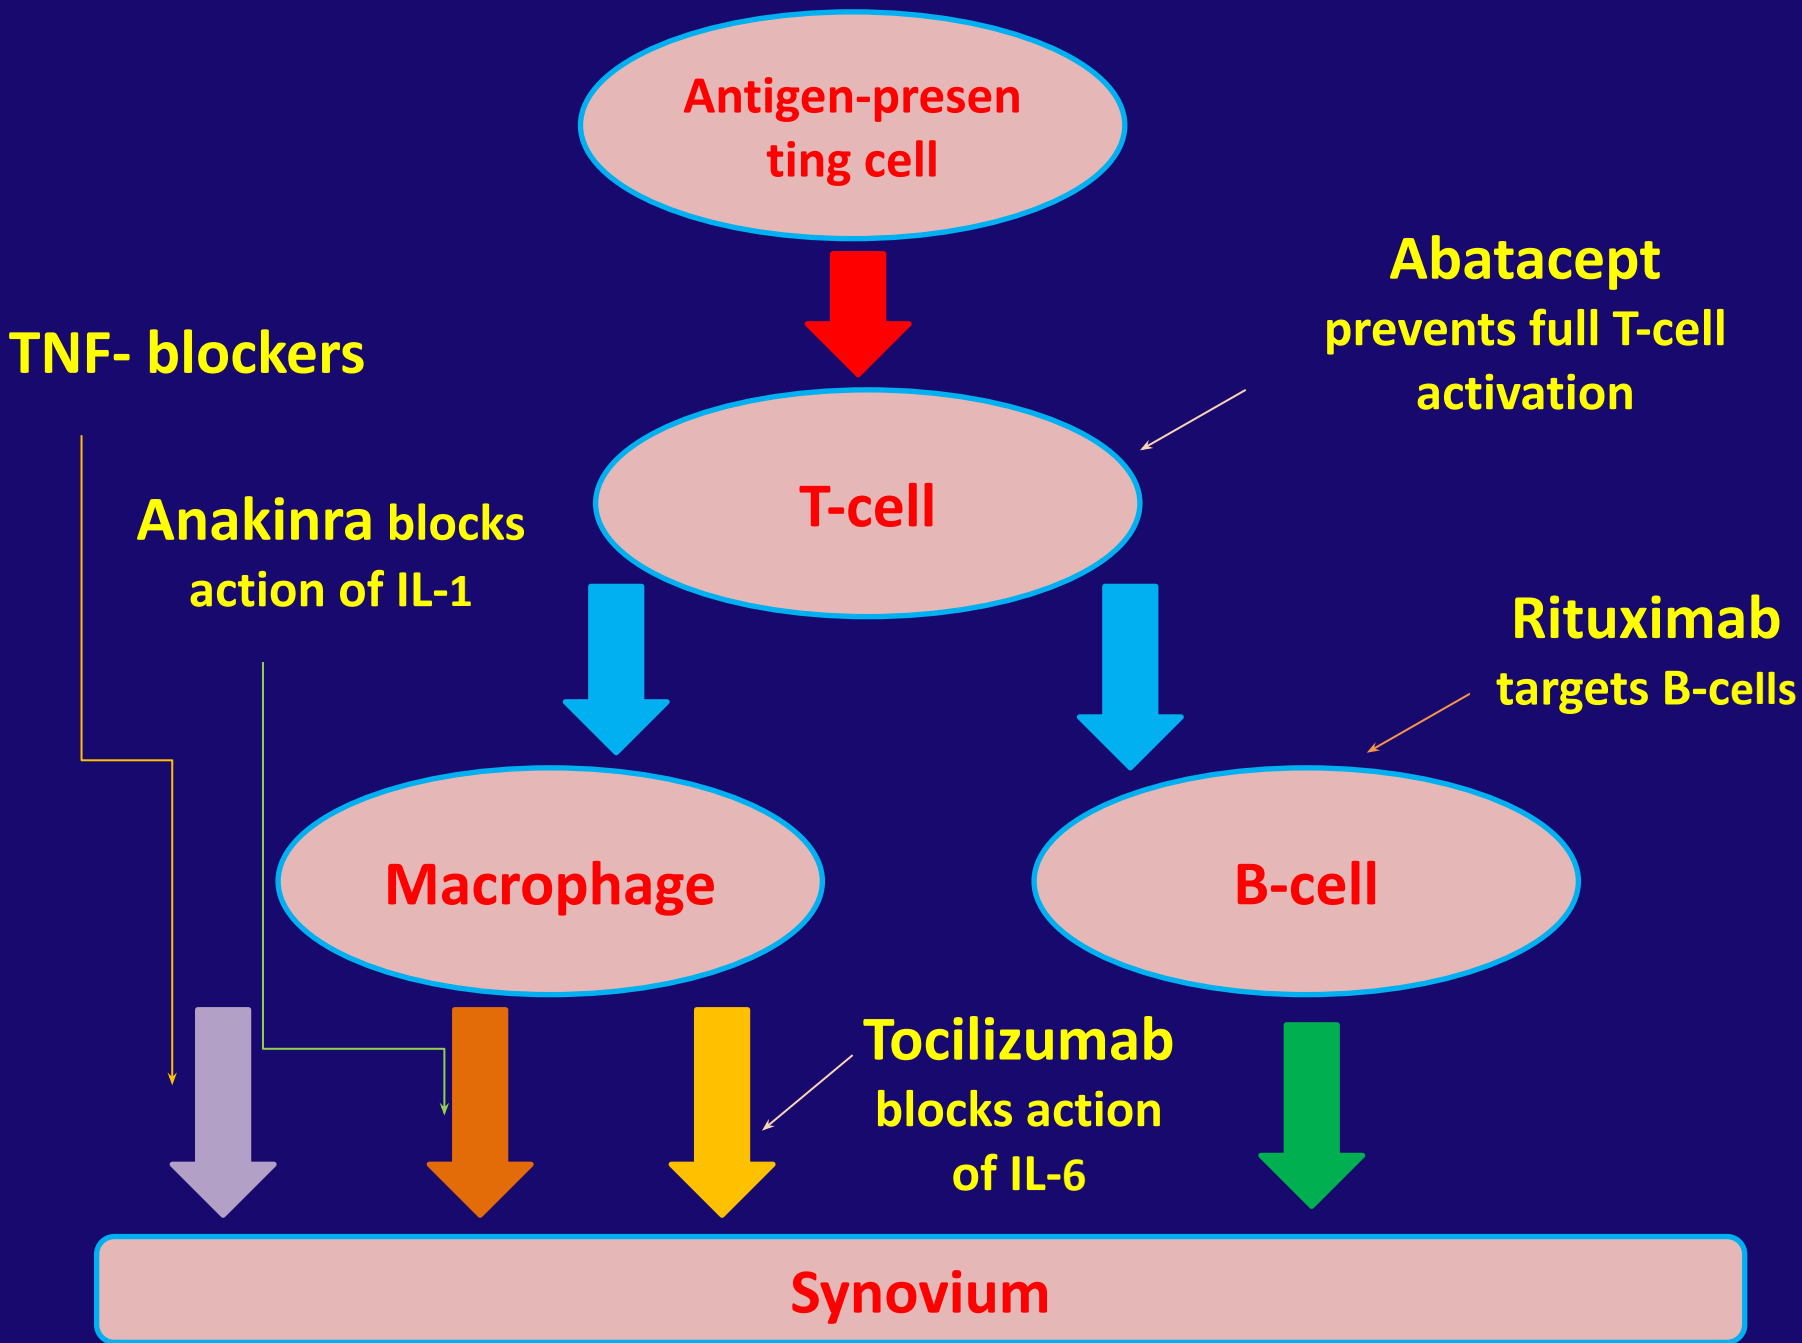 Antigen-presen
ting cell
Abatacept
prevents full T-cell
activation
TNF- blockers
T-cell
Anakinra blocks
action of IL-1
Rituximab
targets B-cells
Macrophage
B-cell
Tocilizumab
blocks action
of IL-6
Synovium